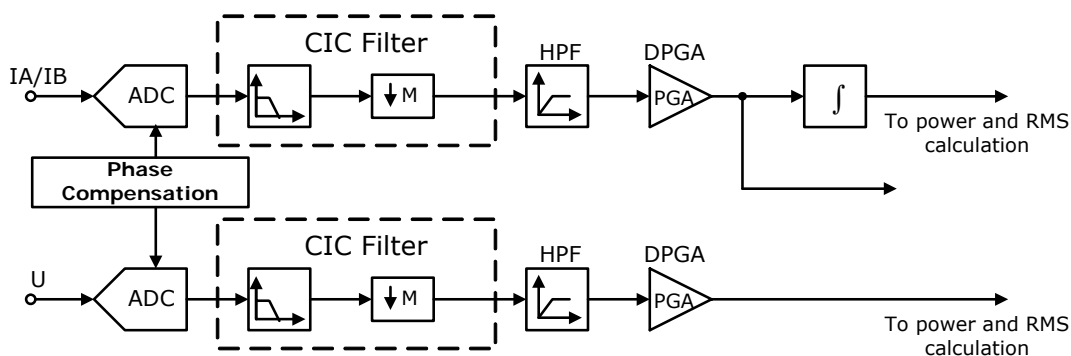 CIC Filter
HPF
DPGA
IA/IB
ADC
M
PGA
∫
To power and RMS
calculation
Phase
Compensation
CIC Filter
HPF
DPGA
U
ADC
M
PGA
To power and RMS
calculation